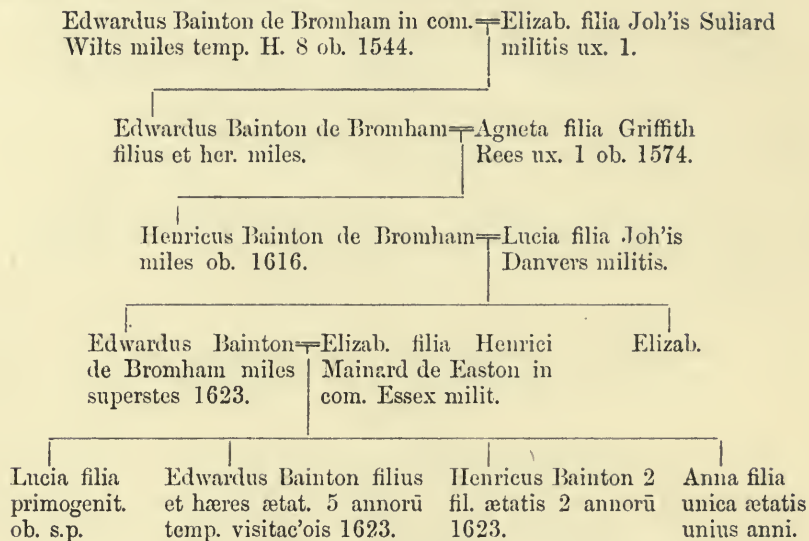 Edwardus Bainton de Bromham in com.
Wilts miles temp. H. 8 ob. 1544.
Elizab. filia Joh'is Suliard
militis ux. 1.
Edwardus Bainton de Bromham
filius et her. miles.
Agneta filia Griffith
Rees ux. 1 ob. 1574.
Henricus Bainton de Bromham
miles ob. 1616.
Lucia filia Joh'is
Danvers militis.
Edwardus Bainton
de Bromham miles
superstes 1623.
Elizab. filia Henrici
Mainard de Easton in
com. Essex milit.
Elizab.
Lucia filia
primogenit.
ob. s.p.
Edwardus Bainton filius
et hæres ætat. 5 annorū
temp. visitac'ois 1623.
Henricus Bainton 2
fil. ætatis 2 annorū
1623.
Anna filia
unica ætatis
unius anni.